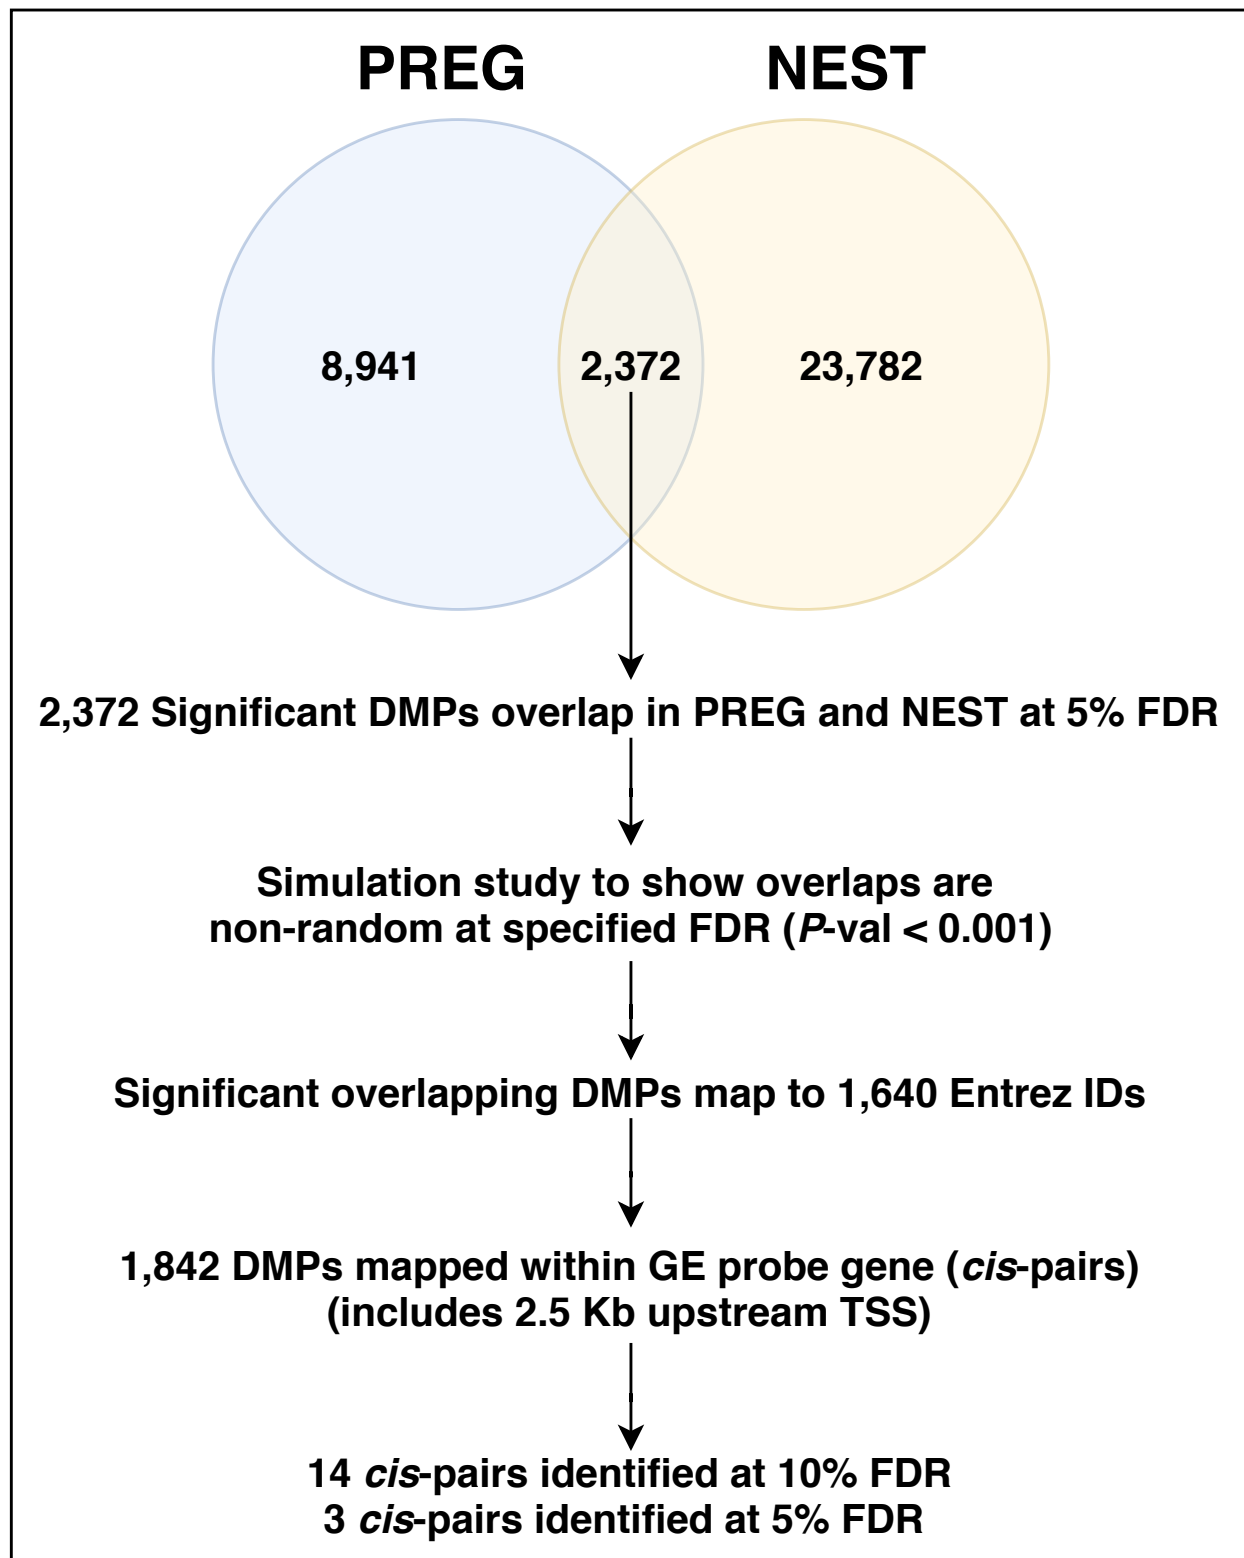 PREG NEST
8,941 2,372 23,782
2,372 Significant DMPs overlap in PREG and NEST at 5% FDR
Simulation study to show overlaps are
non-random at specified FDR (P-val < 0.001)
Significant overlapping DMPs map to 1,640 Entrez IDs
1,842 DMPs mapped within GE probe gene (cis-pairs)
(includes 2.5 Kb upstream TSS)
14 cis-pairs identified at 10% FDR
3 cis-pairs identified at 5% FDR